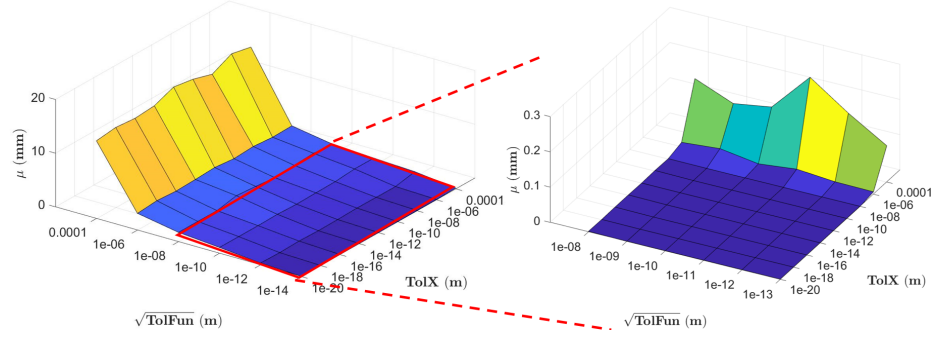 20
10
0
μ (mm)
0.0001
1e-06
1e-08
1e-10
1e-12
1e-14
√TolFun (m)
0.0001
1e-06
1e-08
1e-10
1e-12
1e-14
1e-16
1e-18
1e-20
TolX (m)
0.3
0.2
0.1
0
μ (mm)
1e-08
1e-09
1e-10
1e-11
1e-12
1e-13
√TolFun (m)
0.0001
1e-06
1e-08
1e-10
1e-12
1e-14
1e-16
1e-18
1e-20
TolX (m)